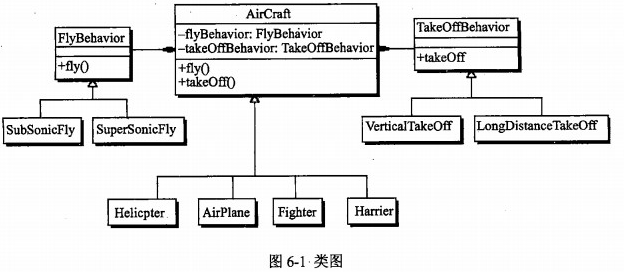 AirCraft
FlyBehavior
–flyBehavior: FlyBehavior
–takeOffBehavior: TakeOffBehavior
TakeOffBehavior
+fly()
+fly()
+takeOff()
+takeOff
SubSonicFly
SuperSonicFly
VerticalTakeOff
LongDistanceTakeOff
Helicpter
AirPlane
Fighter
Harrier
图 6-1 类图